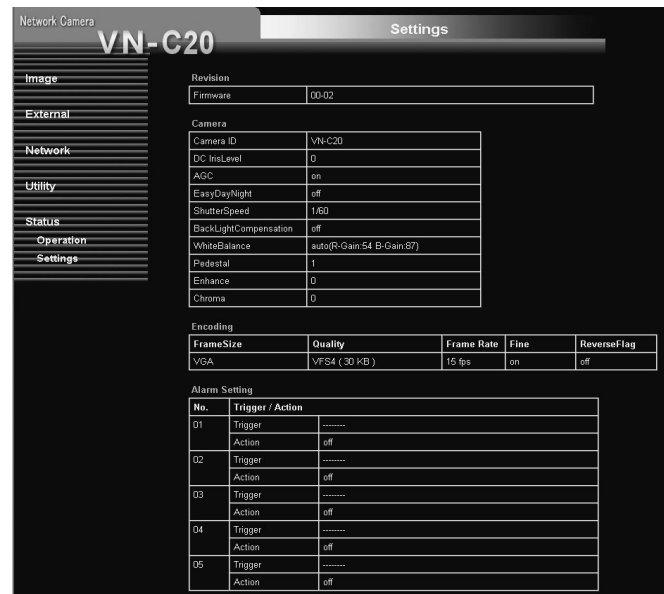 Network Camera
VN-C20
Settings
Image
External
Network
Utility
Status
Operation
Settings
Revision
Firmware 00-02
Camera
Camera ID VN-C20
DC IrisLevel 0
AGC on
EasyDayNight off
ShutterSpeed 1/60
BackLightCompensation off
WhiteBalance auto(R-Gain:54 B-Gain:87)
Pedestal 1
Enhance 0
Chroma 0
Encoding
FrameSize Quality Frame Rate Fine ReverseFlag
VGA VFS4 ( 30 KB ) 15 fps on off
Alarm Setting
No. Trigger / Action
01 Trigger --------
Action off
02 Trigger --------
Action off
03 Trigger --------
Action off
04 Trigger --------
Action off
05 Trigger --------
Action off